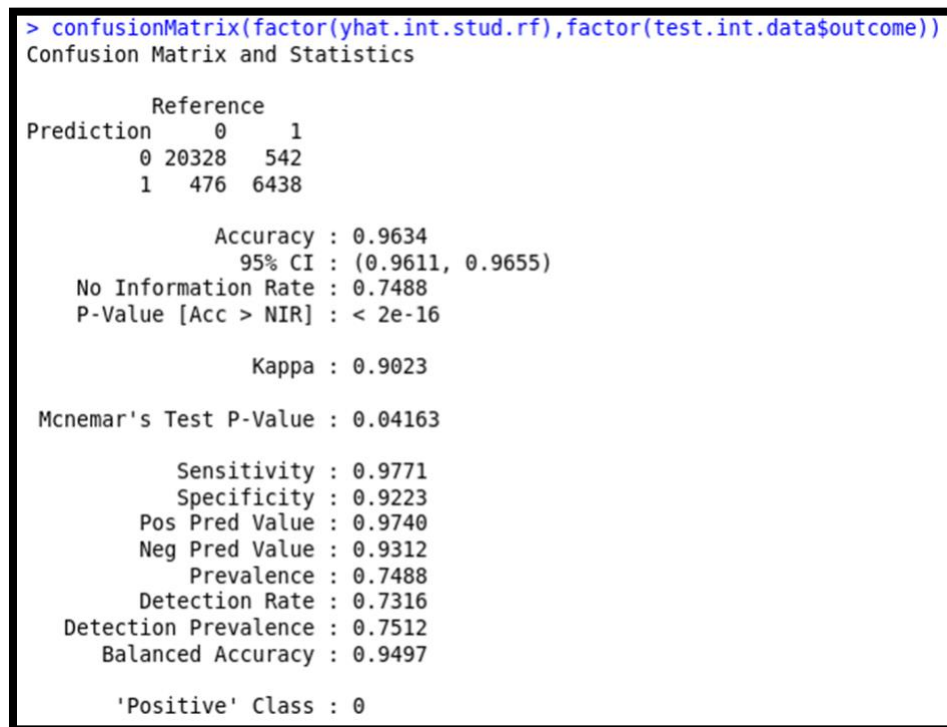 > confusionMatrix(factor(yhat.int.stud.rf),factor(test.int.data$outcome))
Confusion Matrix and Statistics
Reference
Prediction 0 1
0 20328 542
1 476 6438
Accuracy : 0.9634
95% CI : (0.9611, 0.9655)
No Information Rate : 0.7488
P-Value [Acc > NIR] : < 2e-16
Kappa : 0.9023
Mcnemar's Test P-Value : 0.04163
Sensitivity : 0.9771
Specificity : 0.9223
Pos Pred Value : 0.9740
Neg Pred Value : 0.9312
Prevalence : 0.7488
Detection Rate : 0.7316
Detection Prevalence : 0.7512
Balanced Accuracy : 0.9497
'Positive' Class : 0